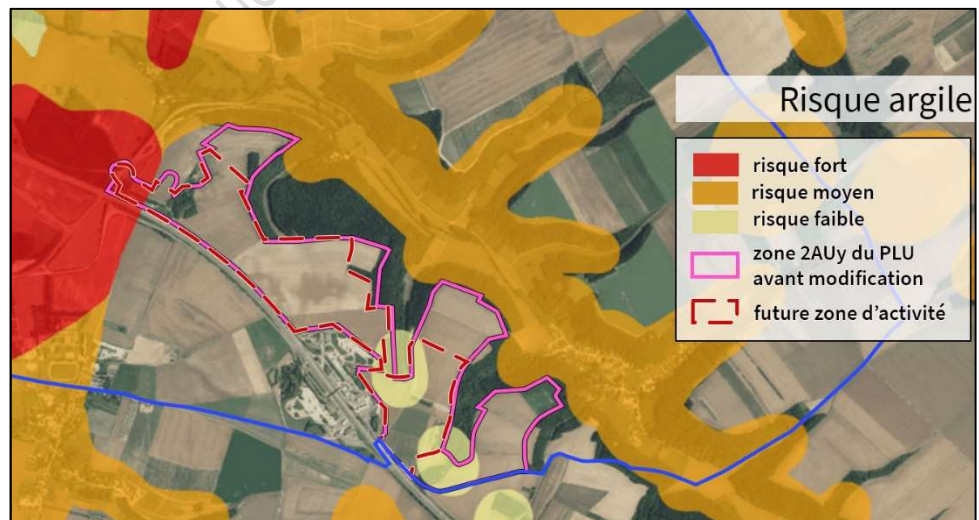 Risque argile
risque fort
risque moyen
risque faible
zone 2AUy du PLU
avant modification
future zone d'activité